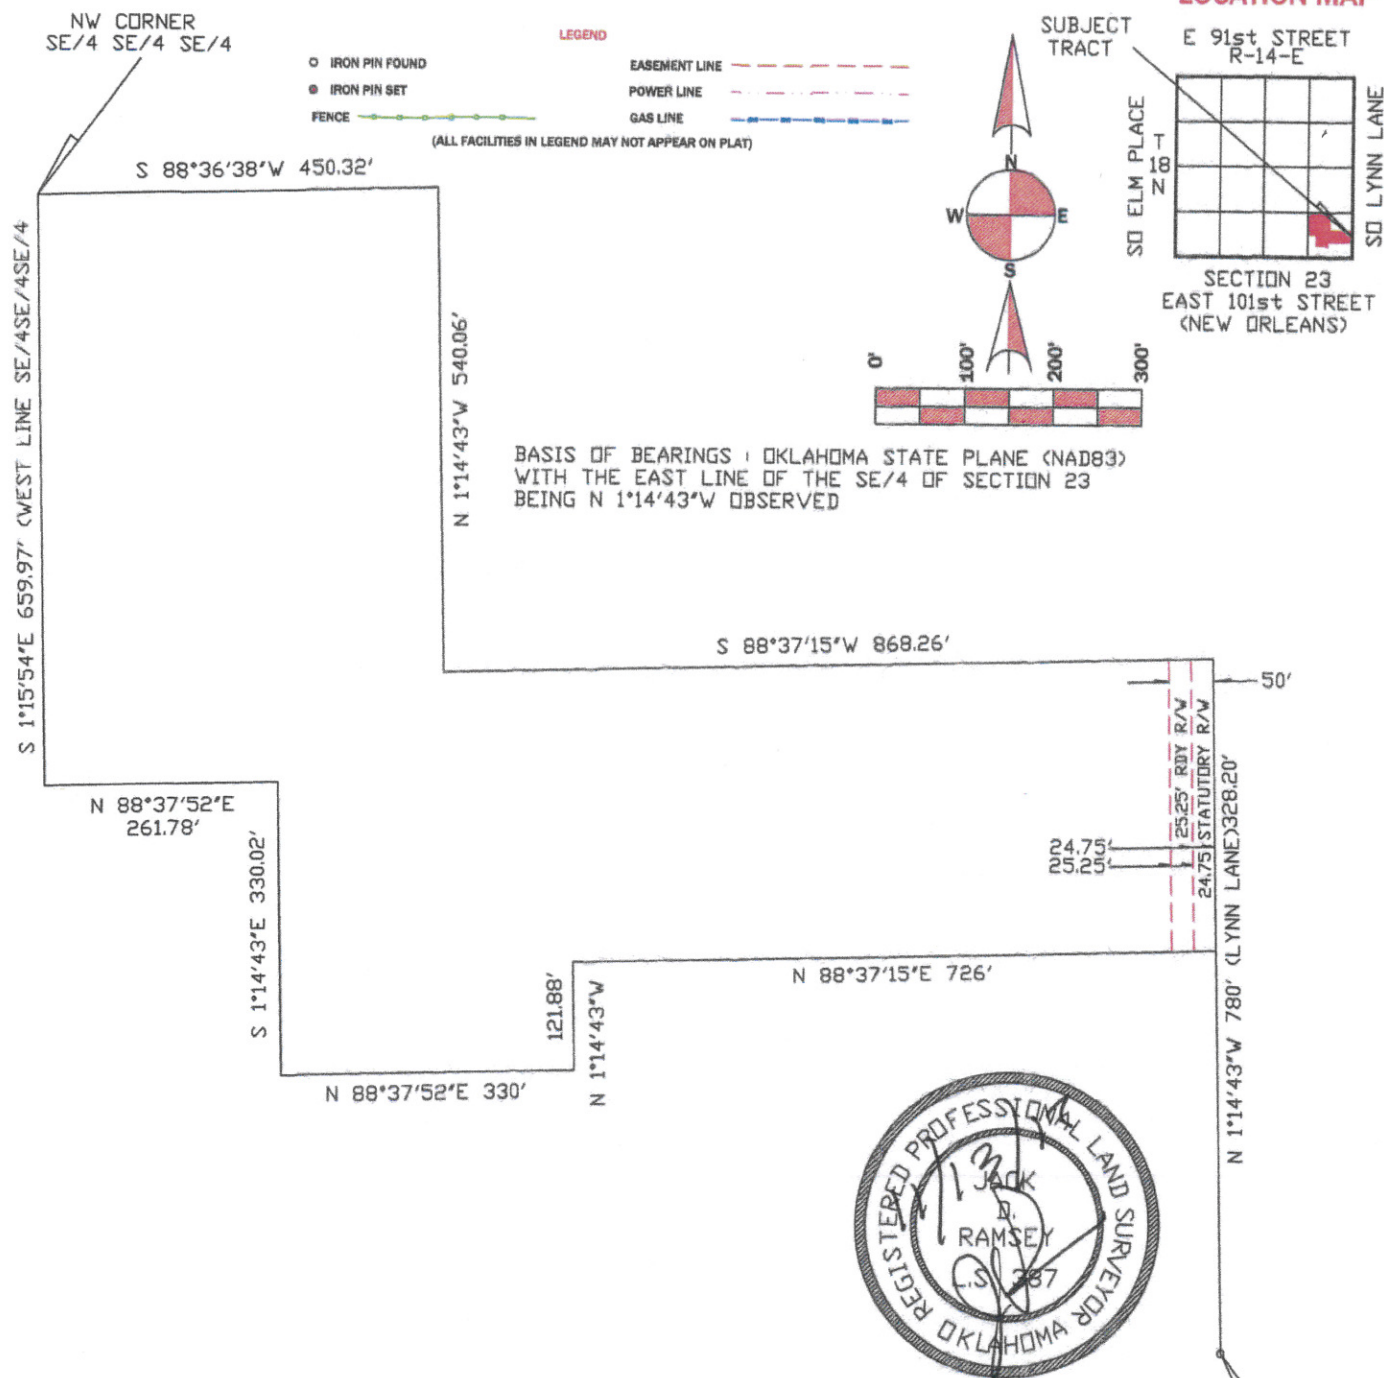 LOCATION MAP
NW CORNER
SE/4 SE/4 SE/4
LEGEND
IRON PIN FOUND
IRON PIN SET
FENCE
EASEMENT LINE
POWER LINE
GAS LINE
(ALL FACILITIES IN LEGEND MAY NOT APPEAR ON PLAT)
SUBJECT
TRACT
E 91st STREET
R-14-E
SO ELM PLACE
T
18
N
SO LYNN LANE
SECTION 23
EAST 101st STREET
(NEW ORLEANS)
N
W
E
S
0'
100'
200'
300'
S 88°36'38"W 450.32'
S 1°15'54"E 659.97' (WEST LINE SE/4SE/4SE/4
N 1°14'43"W 540.06'
BASIS OF BEARINGS : OKLAHOMA STATE PLANE (NAD83)
WITH THE EAST LINE OF THE SE/4 OF SECTION 23
BEING N 1°14'43"W OBSERVED
S 88°37'15"W 868.26'
50'
25.25' RDY R/W
24.75 STATUTORY R/W
24.75'
25.25'
N 1°14'43"W 780' (LYNN LANE)328.20'
N 88°37'52"E
261.78'
S 1°14'43"E 330.02'
N 88°37'15"E 726'
121.88'
N 1°14'43"W
N 88°37'52"E 330'
REGISTERED PROFESSIONAL LAND SURVEYOR
JACK
D.
RAMSEY
L.S. 387
OKLAHOMA